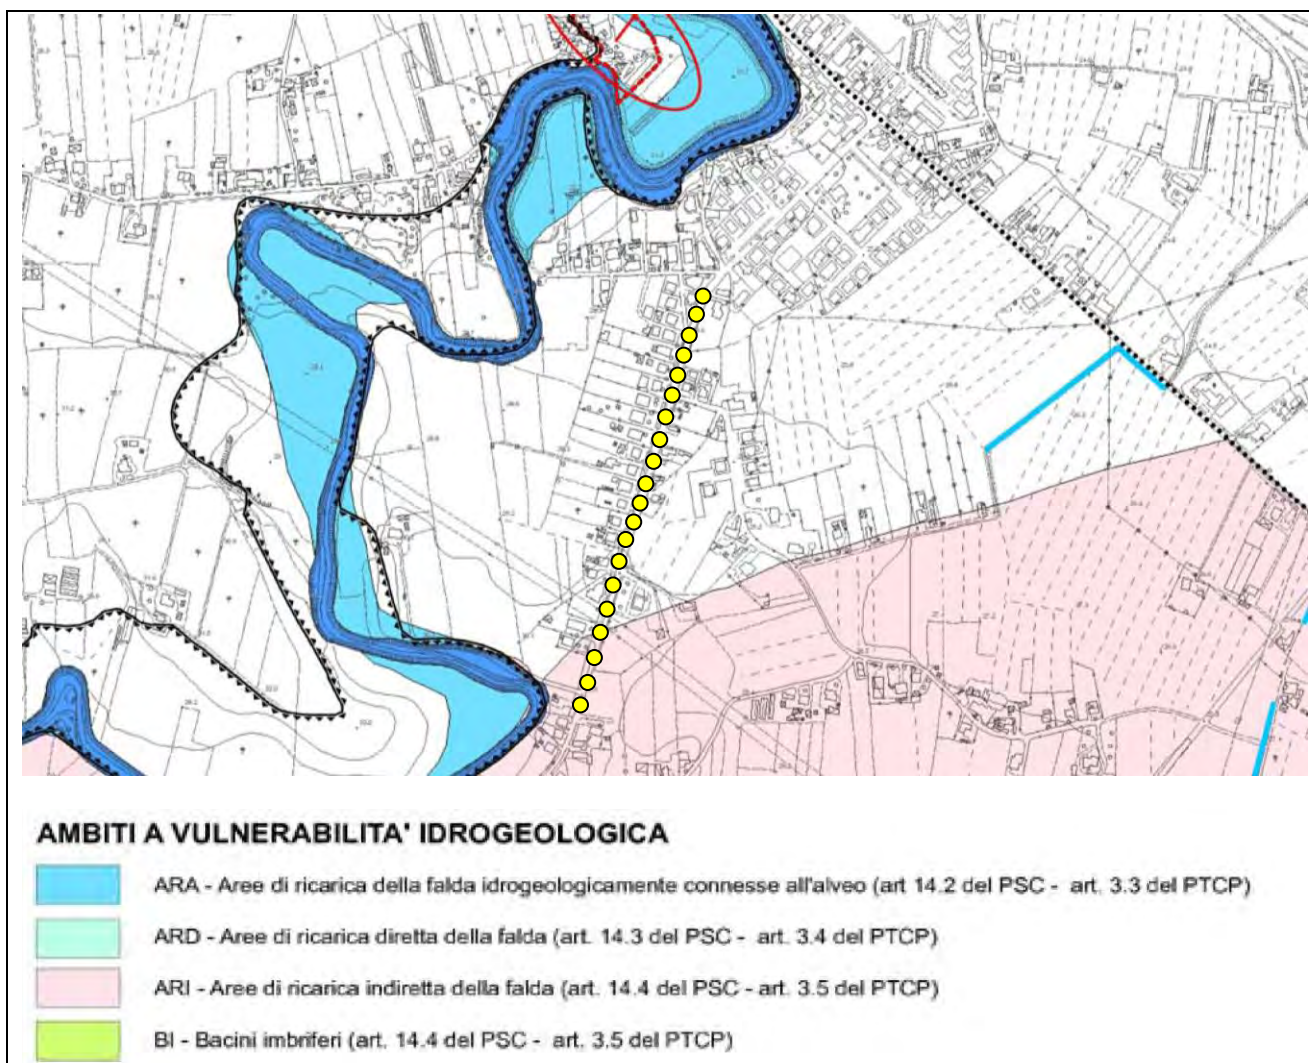 AMBITI A VULNERABILITA' IDROGEOLOGICA
ARA - Aree di ricarica della falda idrogeologicamente connesse all'alveo (art 14.2 del PSC - art. 3.3 del PTCP)
ARD - Aree di ricarica diretta della falda (art. 14.3 del PSC - art. 3.4 del PTCP)
ARI - Aree di ricarica indiretta della falda (art. 14.4 del PSC - art. 3.5 del PTCP)
BI - Bacini imbriferi (art. 14.4 del PSC - art. 3.5 del PTCP)